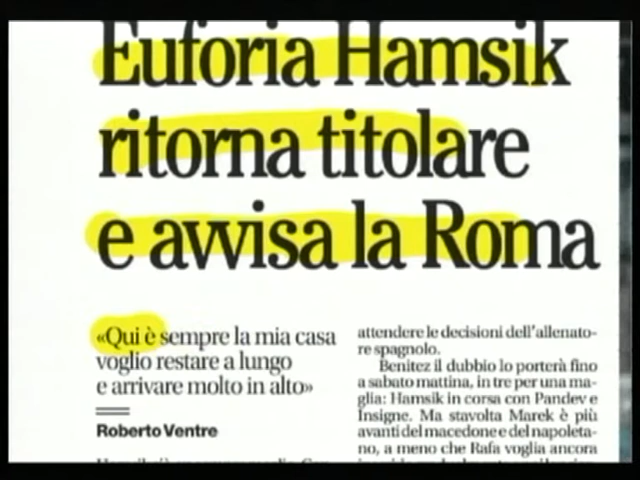 Euforia Hamsik
ritorna titolare
e avvisa la Roma
«Qui è sempre la mia casa
voglio restare a lungo
e arrivare molto in alto»
Roberto Ventre
attendere le decisioni dell'allenato-
re spagnolo.
Benitez il dubbio lo porterà fino
a sabato mattina, in tre per una ma-
glia: Hamsik in corsa con Pandev e
Insigne. Ma stavolta Marek è più
avanti del macedone e del napoleta-
no, a meno che Rafa voglia ancora